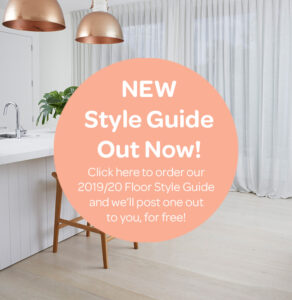 NEW
Style Guide
Out Now!
Click here to order our
2019/20 Floor Style Guide
and we'll post one out
to you, for free!